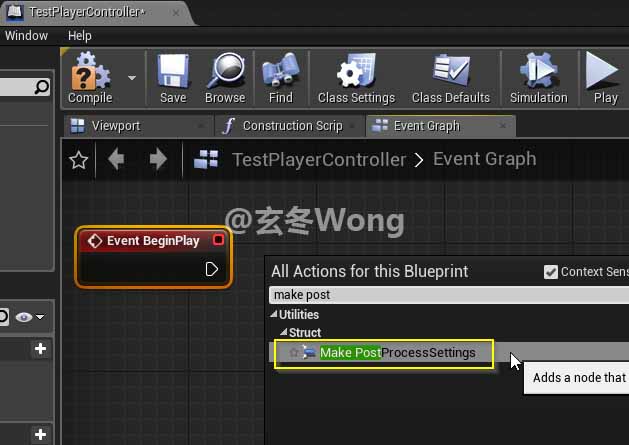 TestPlayerController*
Window Help
Compile Save Browse Find Class Settings Class Defaults Simulation Play
Viewport Construction Scrip Event Graph
TestPlayerController > Event Graph
@玄冬Wong
Event BeginPlay
All Actions for this Blueprint Context Sens
make post
Utilities
Struct
Make PostProcessSettings
Adds a node that